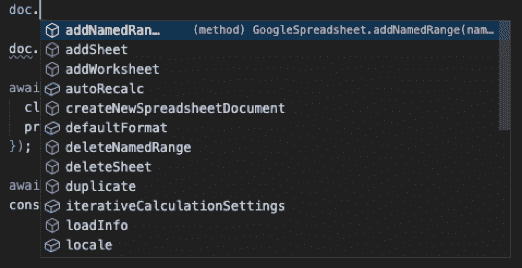 doc.
addNamedRan… (method) GoogleSpreadsheet.addNamedRange(nam…
doc. addSheet
addWorksheet
awai autoRecalc
cl createNewSpreadsheetDocument
pr defaultFormat
}); deleteNamedRange
deleteSheet
awai duplicate
cons iterativeCalculationSettings
loadInfo
locale